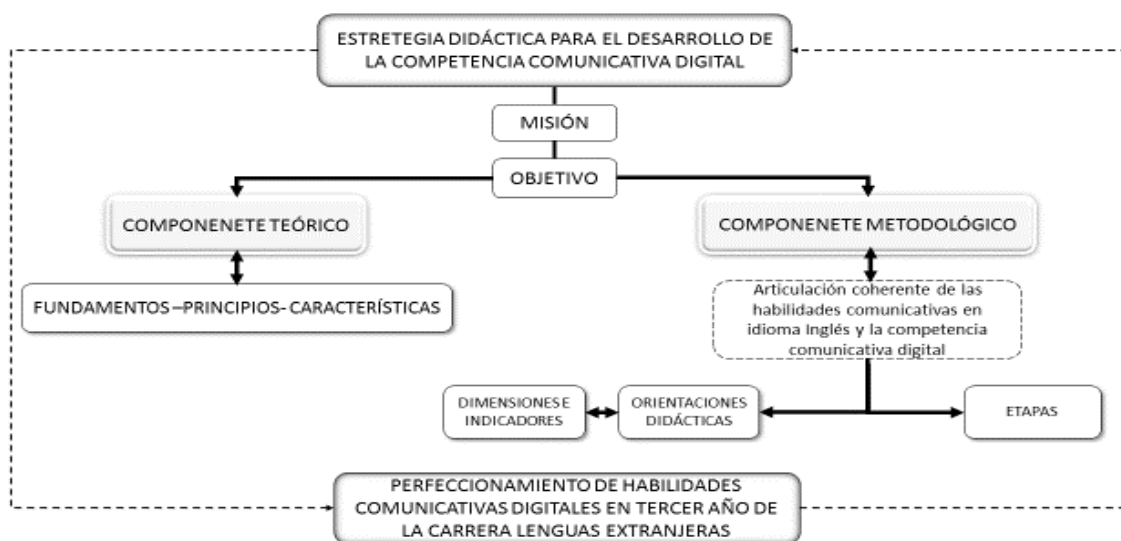 ESTRETEGIA DIDÁCTICA PARA EL DESARROLLO DE
LA COMPETENCIA COMUNICATIVA DIGITAL
MISIÓN
OBJETIVO
COMPONENETE TEÓRICO
COMPONENETE METODOLÓGICO
FUNDAMENTOS –PRINCIPIOS- CARACTERÍSTICAS
Articulación coherente de las
habilidades comunicativas en
idioma Inglés y la competencia
comunicativa digital
DIMENSIONES E
INDICADORES
ORIENTACIONES
DIDÁCTICAS
ETAPAS
PERFECCIONAMIENTO DE HABILIDADES
COMUNICATIVAS DIGITALES EN TERCER AÑO DE
LA CARRERA LENGUAS EXTRANJERAS